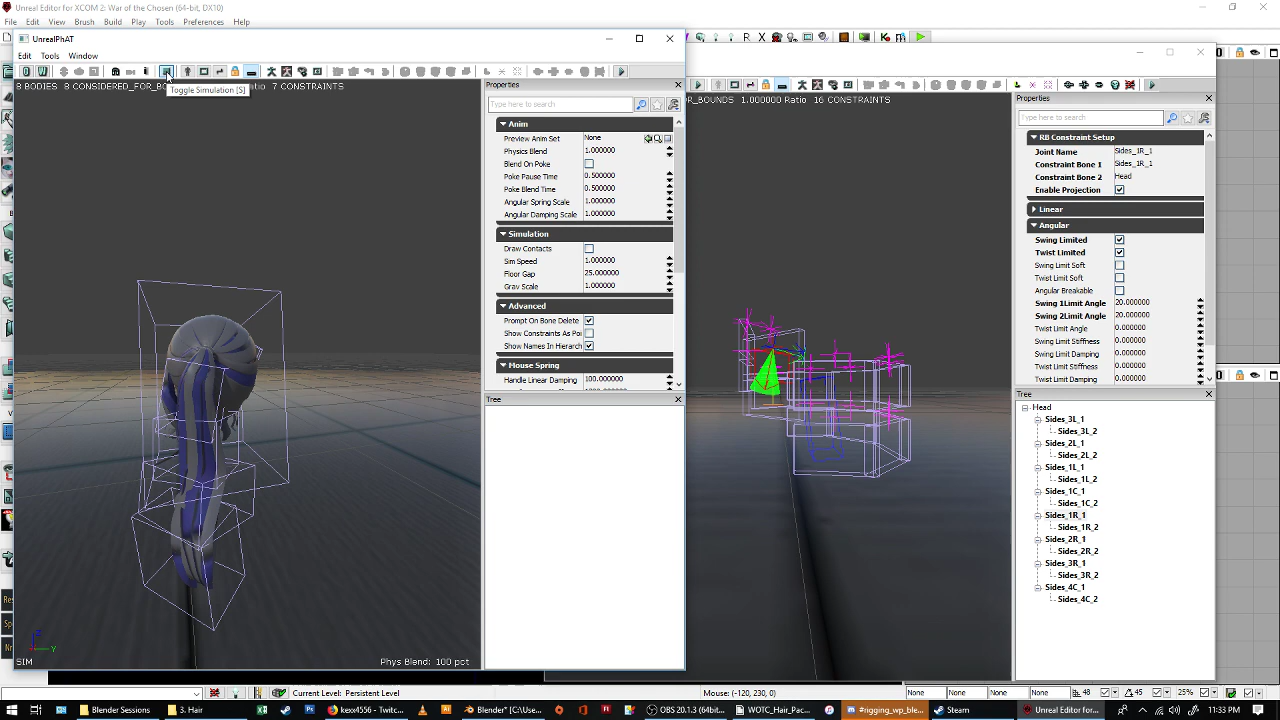 Unreal Editor for XCOM 2: War of the Chosen (64-bit, DX10)
File Edit View Brush Build Play Tools Preferences Help
UnrealPhAT
Edit Tools Window
Toggle Simulation [S]
7 CONSTRAINTS
Properties
Type here to search
Anim
Preview Anim Set None
Physics Blend 1.000000
Blend On Poke
Poke Pause Time 0.500000
Poke Blend Time 0.500000
Angular Spring Scale 1.000000
Angular Damping Scale 1.000000
Simulation
Draw Contacts
Sim Speed 1.000000
Floor Gap 25.000000
Grav Scale 1.000000
Advanced
Prompt On Bone Delete
Show Constraints As Poi
Show Names In Hierarch
Mouse Spring
Handle Linear Damping 100.000000
Tree
SIM
Phys Blend: 100 pct
OR_BOUNDS 1.000000 Ratio 16 CONSTRAINTS
Properties
Type here to search
RB Constraint Setup
Joint Name Sides_1R_1
Constraint Bone 1 Sides_1R_1
Constraint Bone 2 Head
Enable Projection
Linear
Angular
Swing Limited
Twist Limited
Swing Limit Soft
Twist Limit Soft
Angular Breakable
Swing 1Limit Angle 20.000000
Swing 2Limit Angle 20.000000
Twist Limit Angle 0.000000
Swing Limit Stiffness 0.000000
Swing Limit Damping 0.000000
Twist Limit Stiffness 0.000000
Twist Limit Damping 0.000000
Tree
Head
Sides_3L_1
Sides_3L_2
Sides_2L_1
Sides_2L_2
Sides_1L_1
Sides_1L_2
Sides_1C_1
Sides_1C_2
Sides_1R_1
Sides_1R_2
Sides_2R_1
Sides_2R_2
Sides_3R_1
Sides_3R_2
Sides_4C_1
Sides_4C_2
Current Level: Persistent Level
Mouse: (-120, 230, 0)
None None None None 48 45 25%
Blender Sessions
3. Hair
kexx4556 - Twitc...
Blender* [C:\Use...
OBS 20.1.3 (64bit...
WOTC_Hair_Pac...
#rigging_wp_ble...
Steam
Unreal Editor for...
11:33 PM